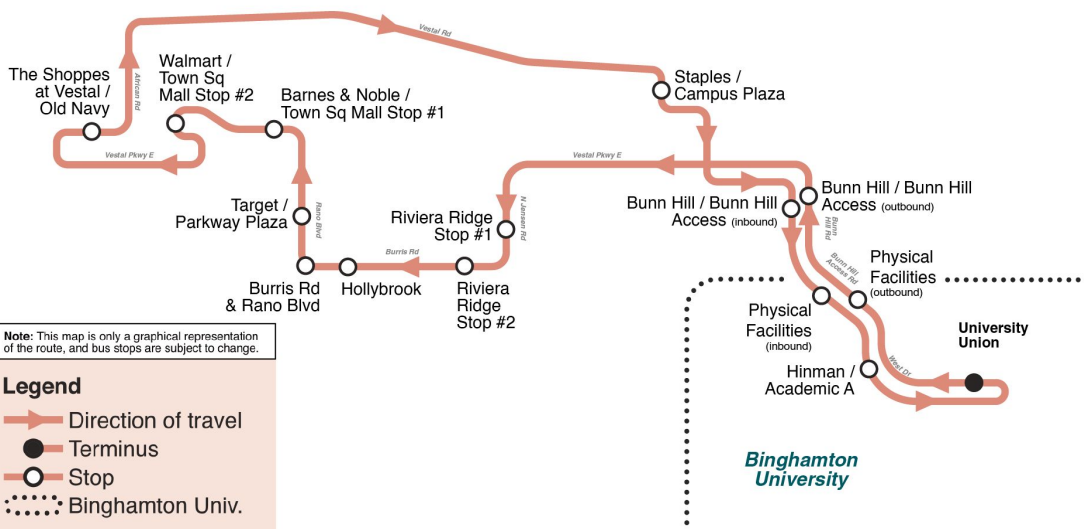 Vestal Rd
The Shoppes
at Vestal /
Old Navy
African Rd
Walmart /
Town Sq
Mall Stop #2
Barnes & Noble /
Town Sq Mall Stop #1
Staples /
Campus Plaza
Vestal Pkwy E
Vestal Pkwy E
Target /
Parkway Plaza
Rano Blvd
Riviera Ridge
Stop #1
N Jensen Rd
Bunn Hill / Bunn Hill
Access (inbound)
Bunn Hill / Bunn Hill
Access (outbound)
Bunn
Hill Rd
Burris Rd
Bunn Hill
Access Rd
Physical
Facilities
(outbound)
Burris Rd
& Rano Blvd
Hollybrook
Riviera
Ridge
Stop #2
Physical
Facilities
(inbound)
University
Union
Hinman /
Academic A
West Dr
Note: This map is only a graphical representation
of the route, and bus stops are subject to change.
Legend
Direction of travel
Terminus
Stop
Binghamton Univ.
Binghamton
University